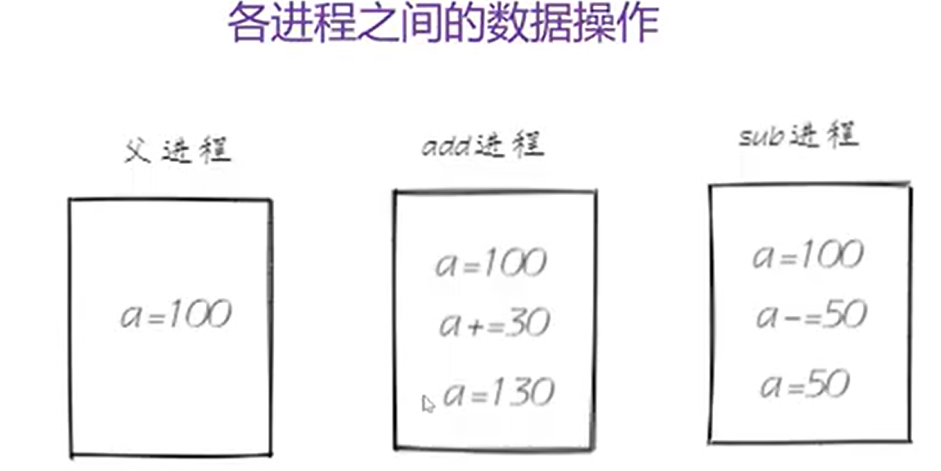 各进程之间的数据操作
父进程
a=100
add进程
a=100
a+=30
a=130
sub进程
a=100
a-=50
a=50